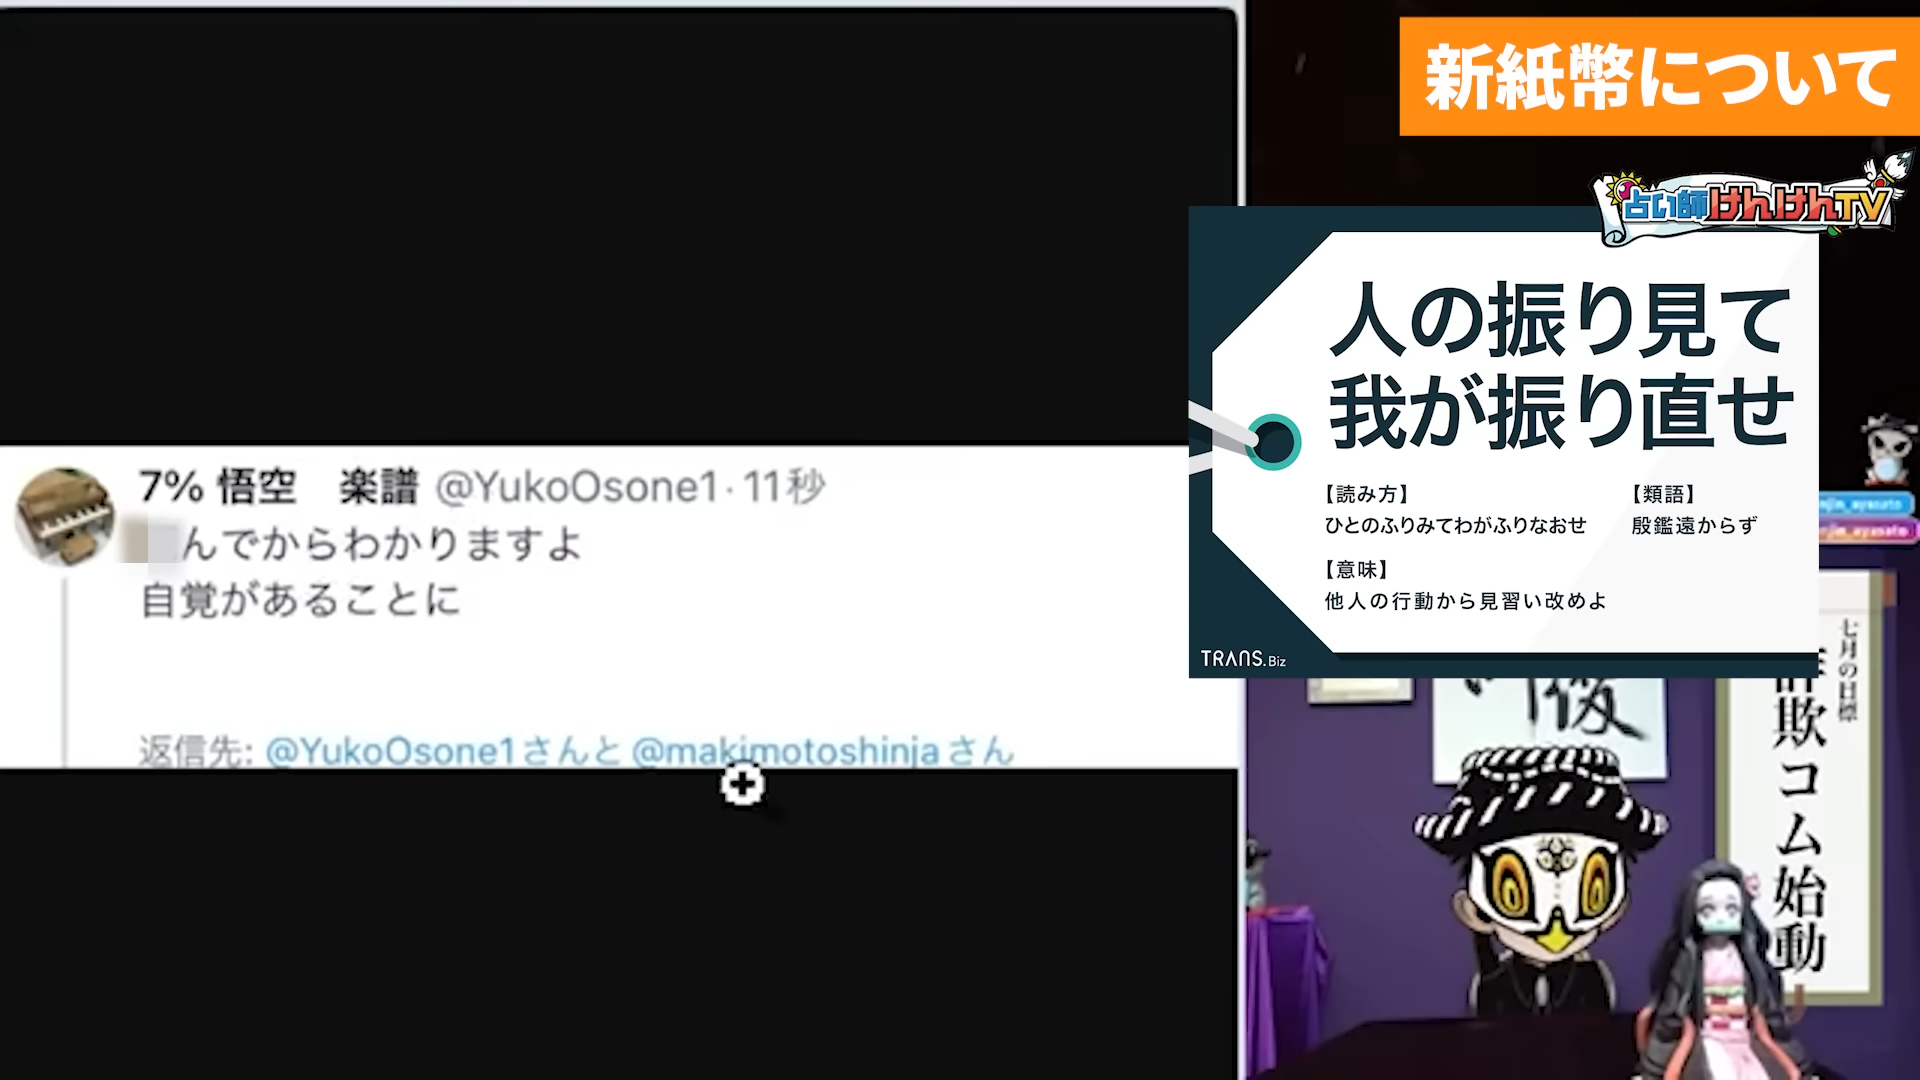 新紙幣について
占い師けんけんTV
人の振り見て
我が振り直せ
【読み方】
ひとのふりみてわがふりなおせ
【類語】
殷鑑遠からず
【意味】
他人の行動から見習い改めよ
TRANS.Biz
7% 悟空 楽譜 @YukoOsone1・11秒
んでからわかりますよ
自覚があることに
返信先: @YukoOsone1さんと @makimotoshinjaさん
七月の目標
詐欺コム始動